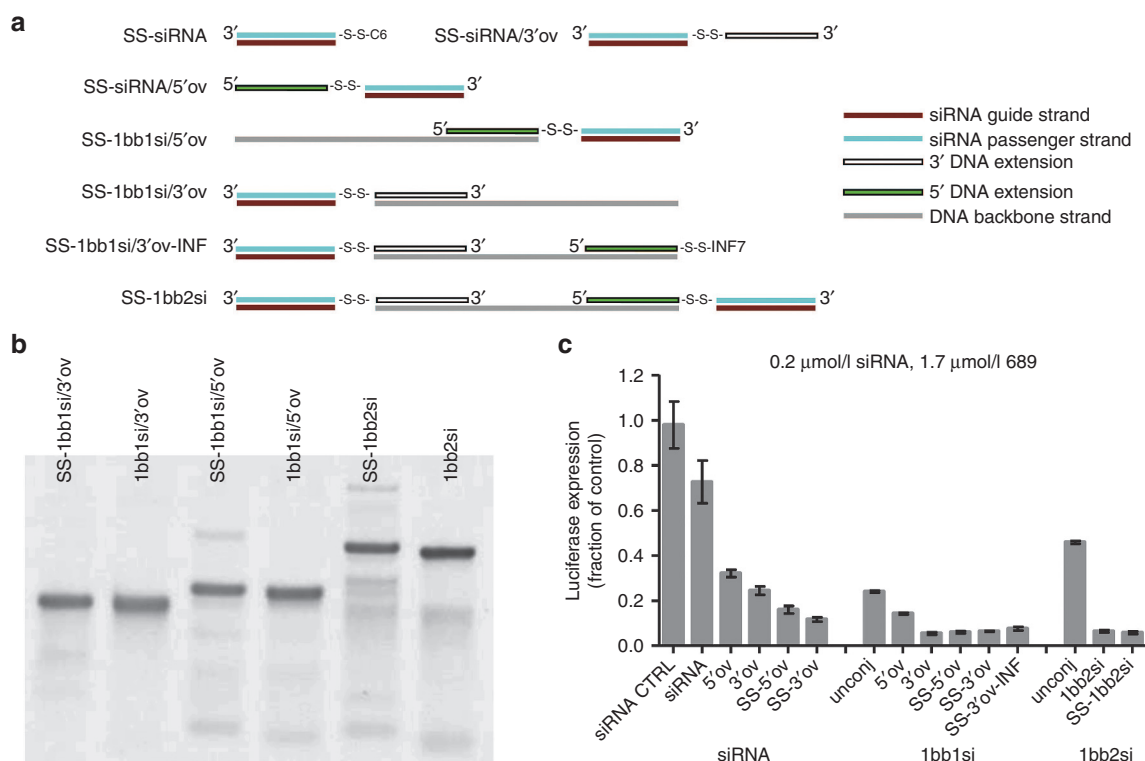 a
SS-siRNA 3′ -S-S-C6 SS-siRNA/3′ov 3′ -S-S- 3′
SS-siRNA/5′ov 5′ -S-S- 3′
SS-1bb1si/5′ov 5′ -S-S- 3′
SS-1bb1si/3′ov 3′ -S-S- 3′
SS-1bb1si/3′ov-INF 3′ -S-S- 3′ 5′ -S-S-INF7
SS-1bb2si 3′ -S-S- 3′ 5′ -S-S- 3′
siRNA guide strand
siRNA passenger strand
3′ DNA extension
5′ DNA extension
DNA backbone strand
b
SS-1bb1si/3′ov
1bb1si/3′ov
SS-1bb1si/5′ov
1bb1si/5′ov
SS-1bb2si
1bb2si
c
0.2 μmol/l siRNA, 1.7 μmol/l 689
Luciferase expression
(fraction of control)
1.2
1.0
0.8
0.6
0.4
0.2
0.0
siRNA CTRL
siRNA
5′ov
3′ov
SS-5′ov
SS-3′ov
unconj
5′ov
3′ov
SS-5′ov
SS-3′ov
SS-3′ov-INF
unconj
1bb2si
SS-1bb2si
siRNA 1bb1si 1bb2si